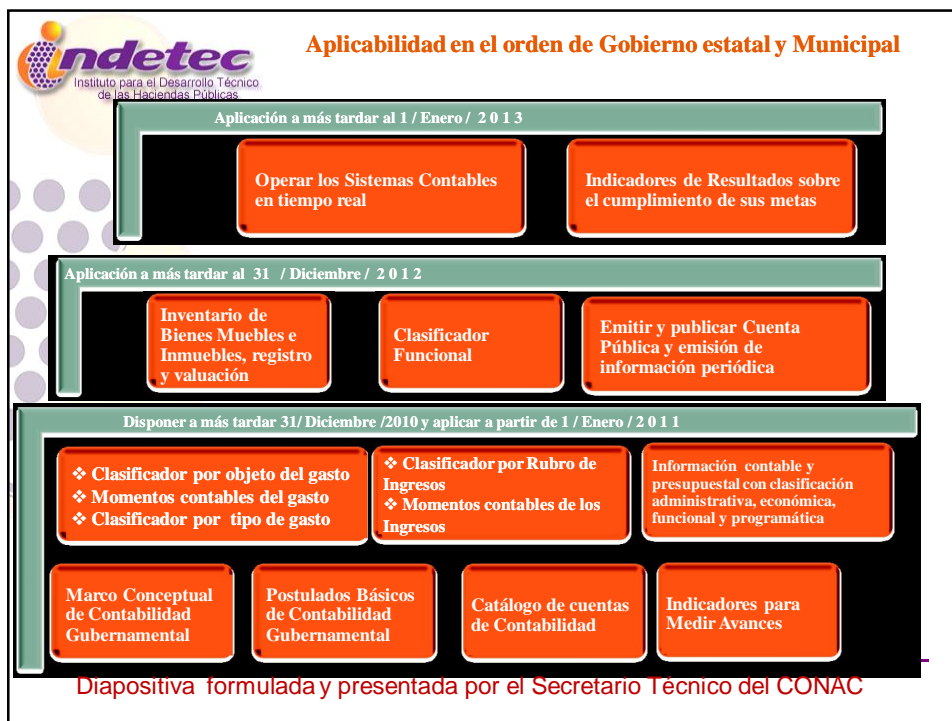 indetec
Instituto para el Desarrollo Técnico
de las Haciendas Públicas
Aplicabilidad en el orden de Gobierno estatal y Municipal
Aplicación a más tardar al 1 / Enero / 2 0 1 3
Operar los Sistemas Contables
en tiempo real
Indicadores de Resultados sobre
el cumplimiento de sus metas
Aplicación a más tardar al 31 / Diciembre / 2 0 1 2
Inventario de
Bienes Muebles e
Inmuebles, registro
y valuación
Clasificador
Funcional
Emitir y publicar Cuenta
Pública y emisión de
información periódica
Disponer a más tardar 31/ Diciembre /2010 y aplicar a partir de 1 / Enero / 2 0 1 1
❖ Clasificador por objeto del gasto
❖ Momentos contables del gasto
❖ Clasificador por tipo de gasto
❖ Clasificador por Rubro de
Ingresos
❖ Momentos contables de los
Ingresos
Información contable y
presupuestal con clasificación
administrativa, económica,
funcional y programática
Marco Conceptual
de Contabilidad
Gubernamental
Postulados Básicos
de Contabilidad
Gubernamental
Catálogo de cuentas
de Contabilidad
Indicadores para
Medir Avances
Diapositiva formulada y presentada por el Secretario Técnico del CONAC